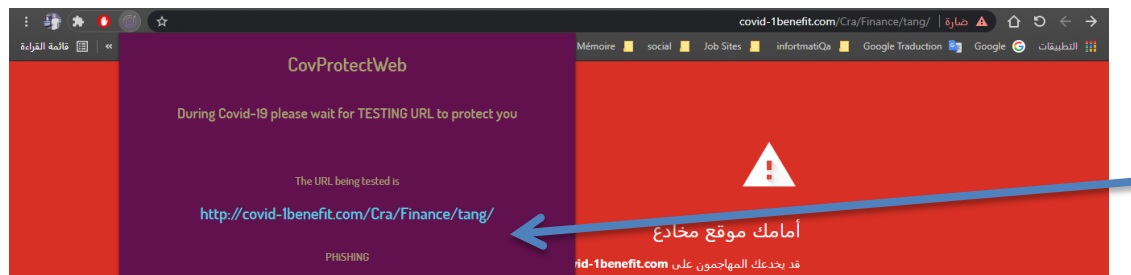 covid-1benefit.com/Cra/Finance/tang/ | ضارة
التطبيقات Google Google Traduction infortmatiQa Job Sites social Mémoire » قائمة القراءة
CovProtectWeb
During Covid-19 please wait for TESTING URL to protect you
The URL being tested is
http://covid-1benefit.com/Cra/Finance/tang/
PHiSHING
أمامك موقع مخادع
قد يخدعك المهاجمون على vid-1benefit.com